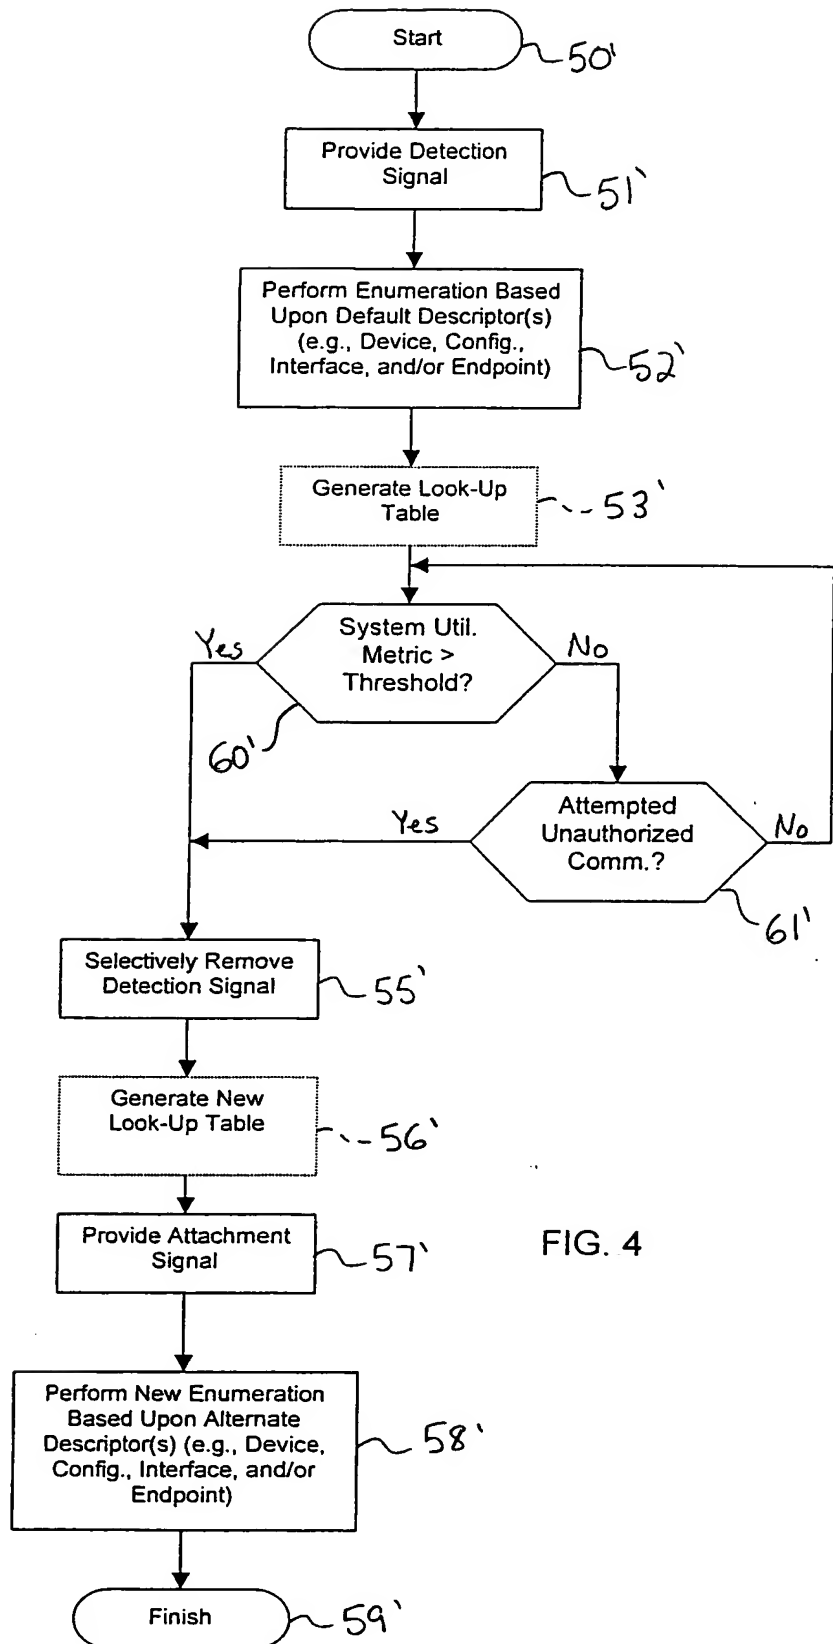 Start
50'
Provide Detection
Signal
51'
Perform Enumeration Based
Upon Default Descriptor(s)
(e.g., Device, Config.,
Interface, and/or Endpoint)
52'
Generate Look-Up
Table
53'
System Util.
Metric >
Threshold?
Yes
No
60'
Attempted
Unauthorized
Comm.?
Yes
No
61'
Selectively Remove
Detection Signal
55'
Generate New
Look-Up Table
56'
Provide Attachment
Signal
57'
FIG. 4
Perform New Enumeration
Based Upon Alternate
Descriptor(s) (e.g., Device,
Config., Interface, and/or
Endpoint)
58'
Finish
59'